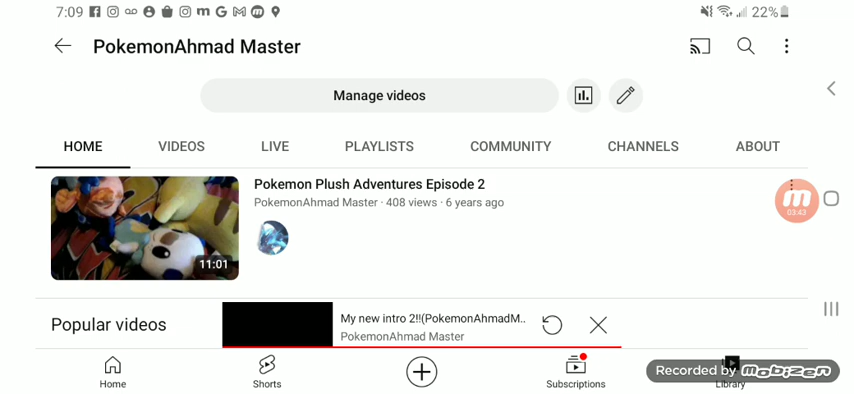 7:09
22%
PokemonAhmad Master
Manage videos
HOME VIDEOS LIVE PLAYLISTS COMMUNITY CHANNELS ABOUT
Pokemon Plush Adventures Episode 2
PokemonAhmad Master · 408 views · 6 years ago
11:01
03:43
Popular videos
My new intro 2!!(PokemonAhmadM..
PokemonAhmad Master
Home Shorts Subscriptions Library
Recorded by Mobizen